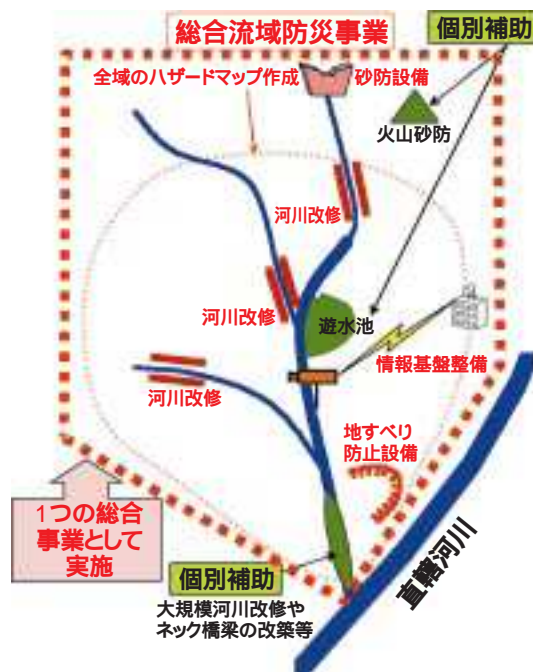 総合流域防災事業
個別補助
全域のハザードマップ作成
砂防設備
火山砂防
河川改修
河川改修
遊水池
情報基盤整備
河川改修
地すべり
防止設備
1つの総合
事業として
実施
個別補助
大規模河川改修や
ネック橋梁の改築等
直轄河川